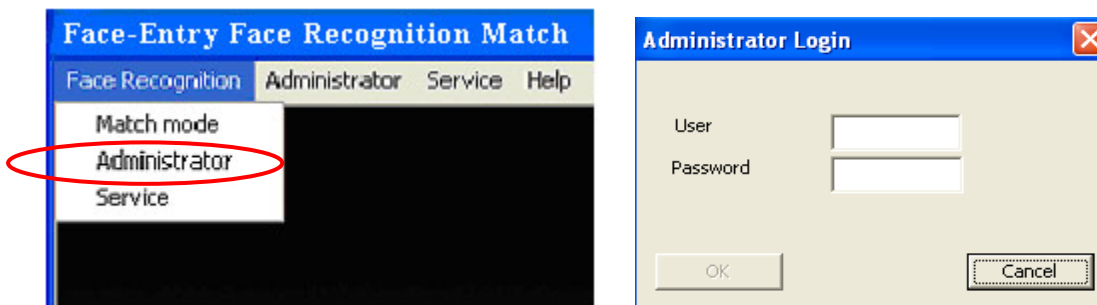 Face-Entry Face Recognition Match
Face Recognition Administrator Service Help
Match mode
Administrator
Service
Administrator Login
User
Password
OK
Cancel